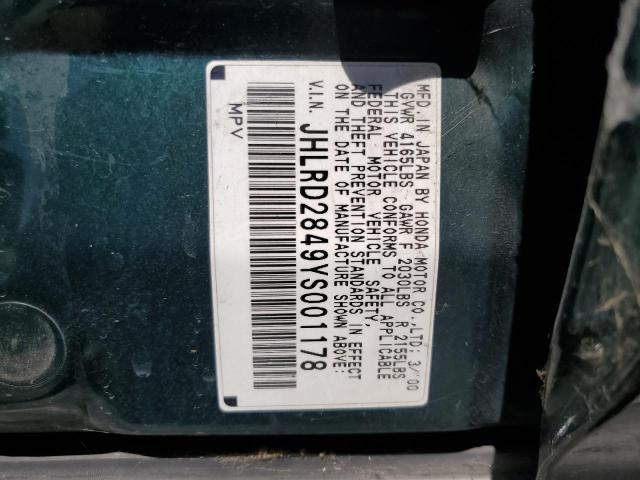 MFD. IN JAPAN BY HONDA MOTOR CO., LTD; 3/'00
GVWR 4165LBS GAWR F 2030LBS R 2155LBS
THIS VEHICLE CONFORMS TO ALL APPLICABLE
FEDERAL MOTOR VEHICLE SAFETY,
AND THEFT PREVENTION STANDARDS IN EFFECT
ON THE DATE OF MANUFACTURE SHOWN ABOVE:
V.I.N. JHLRD2849YS001178
MPV